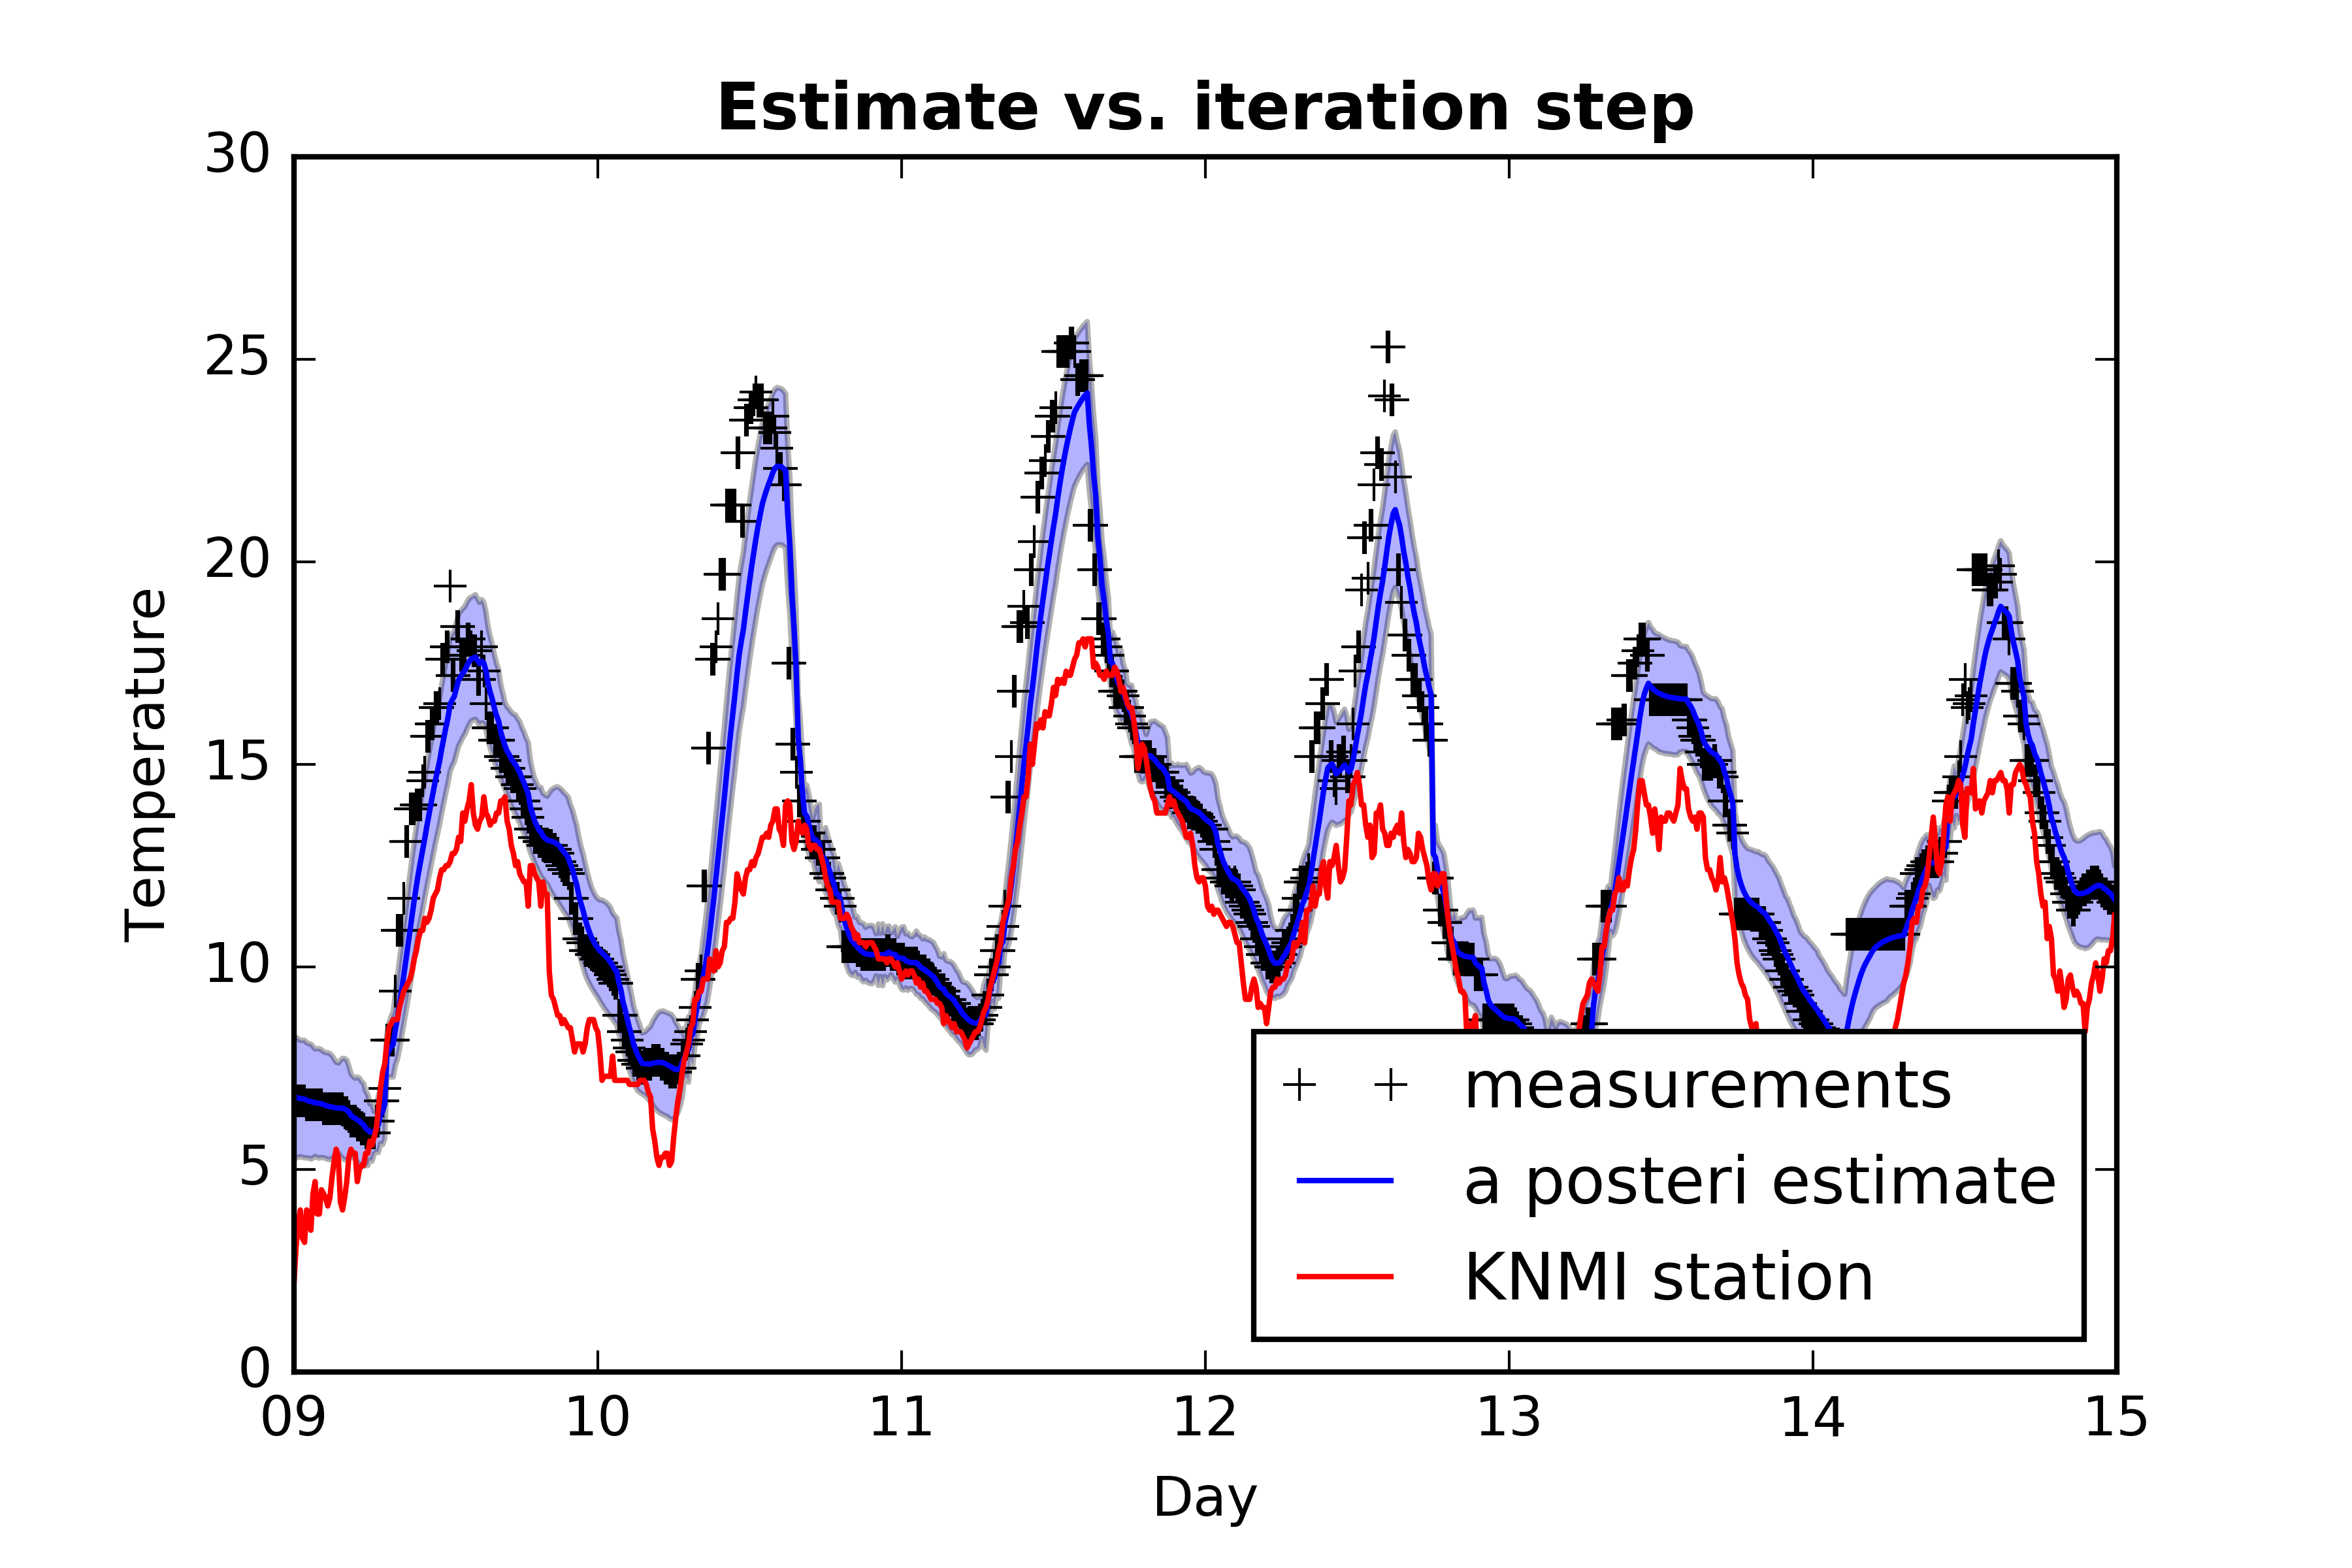 Estimate vs. iteration step
30
25
20
15
10
5
0
Temperature
09 10 11 12 13 14 15
Day
measurements
a posteri estimate
KNMI station